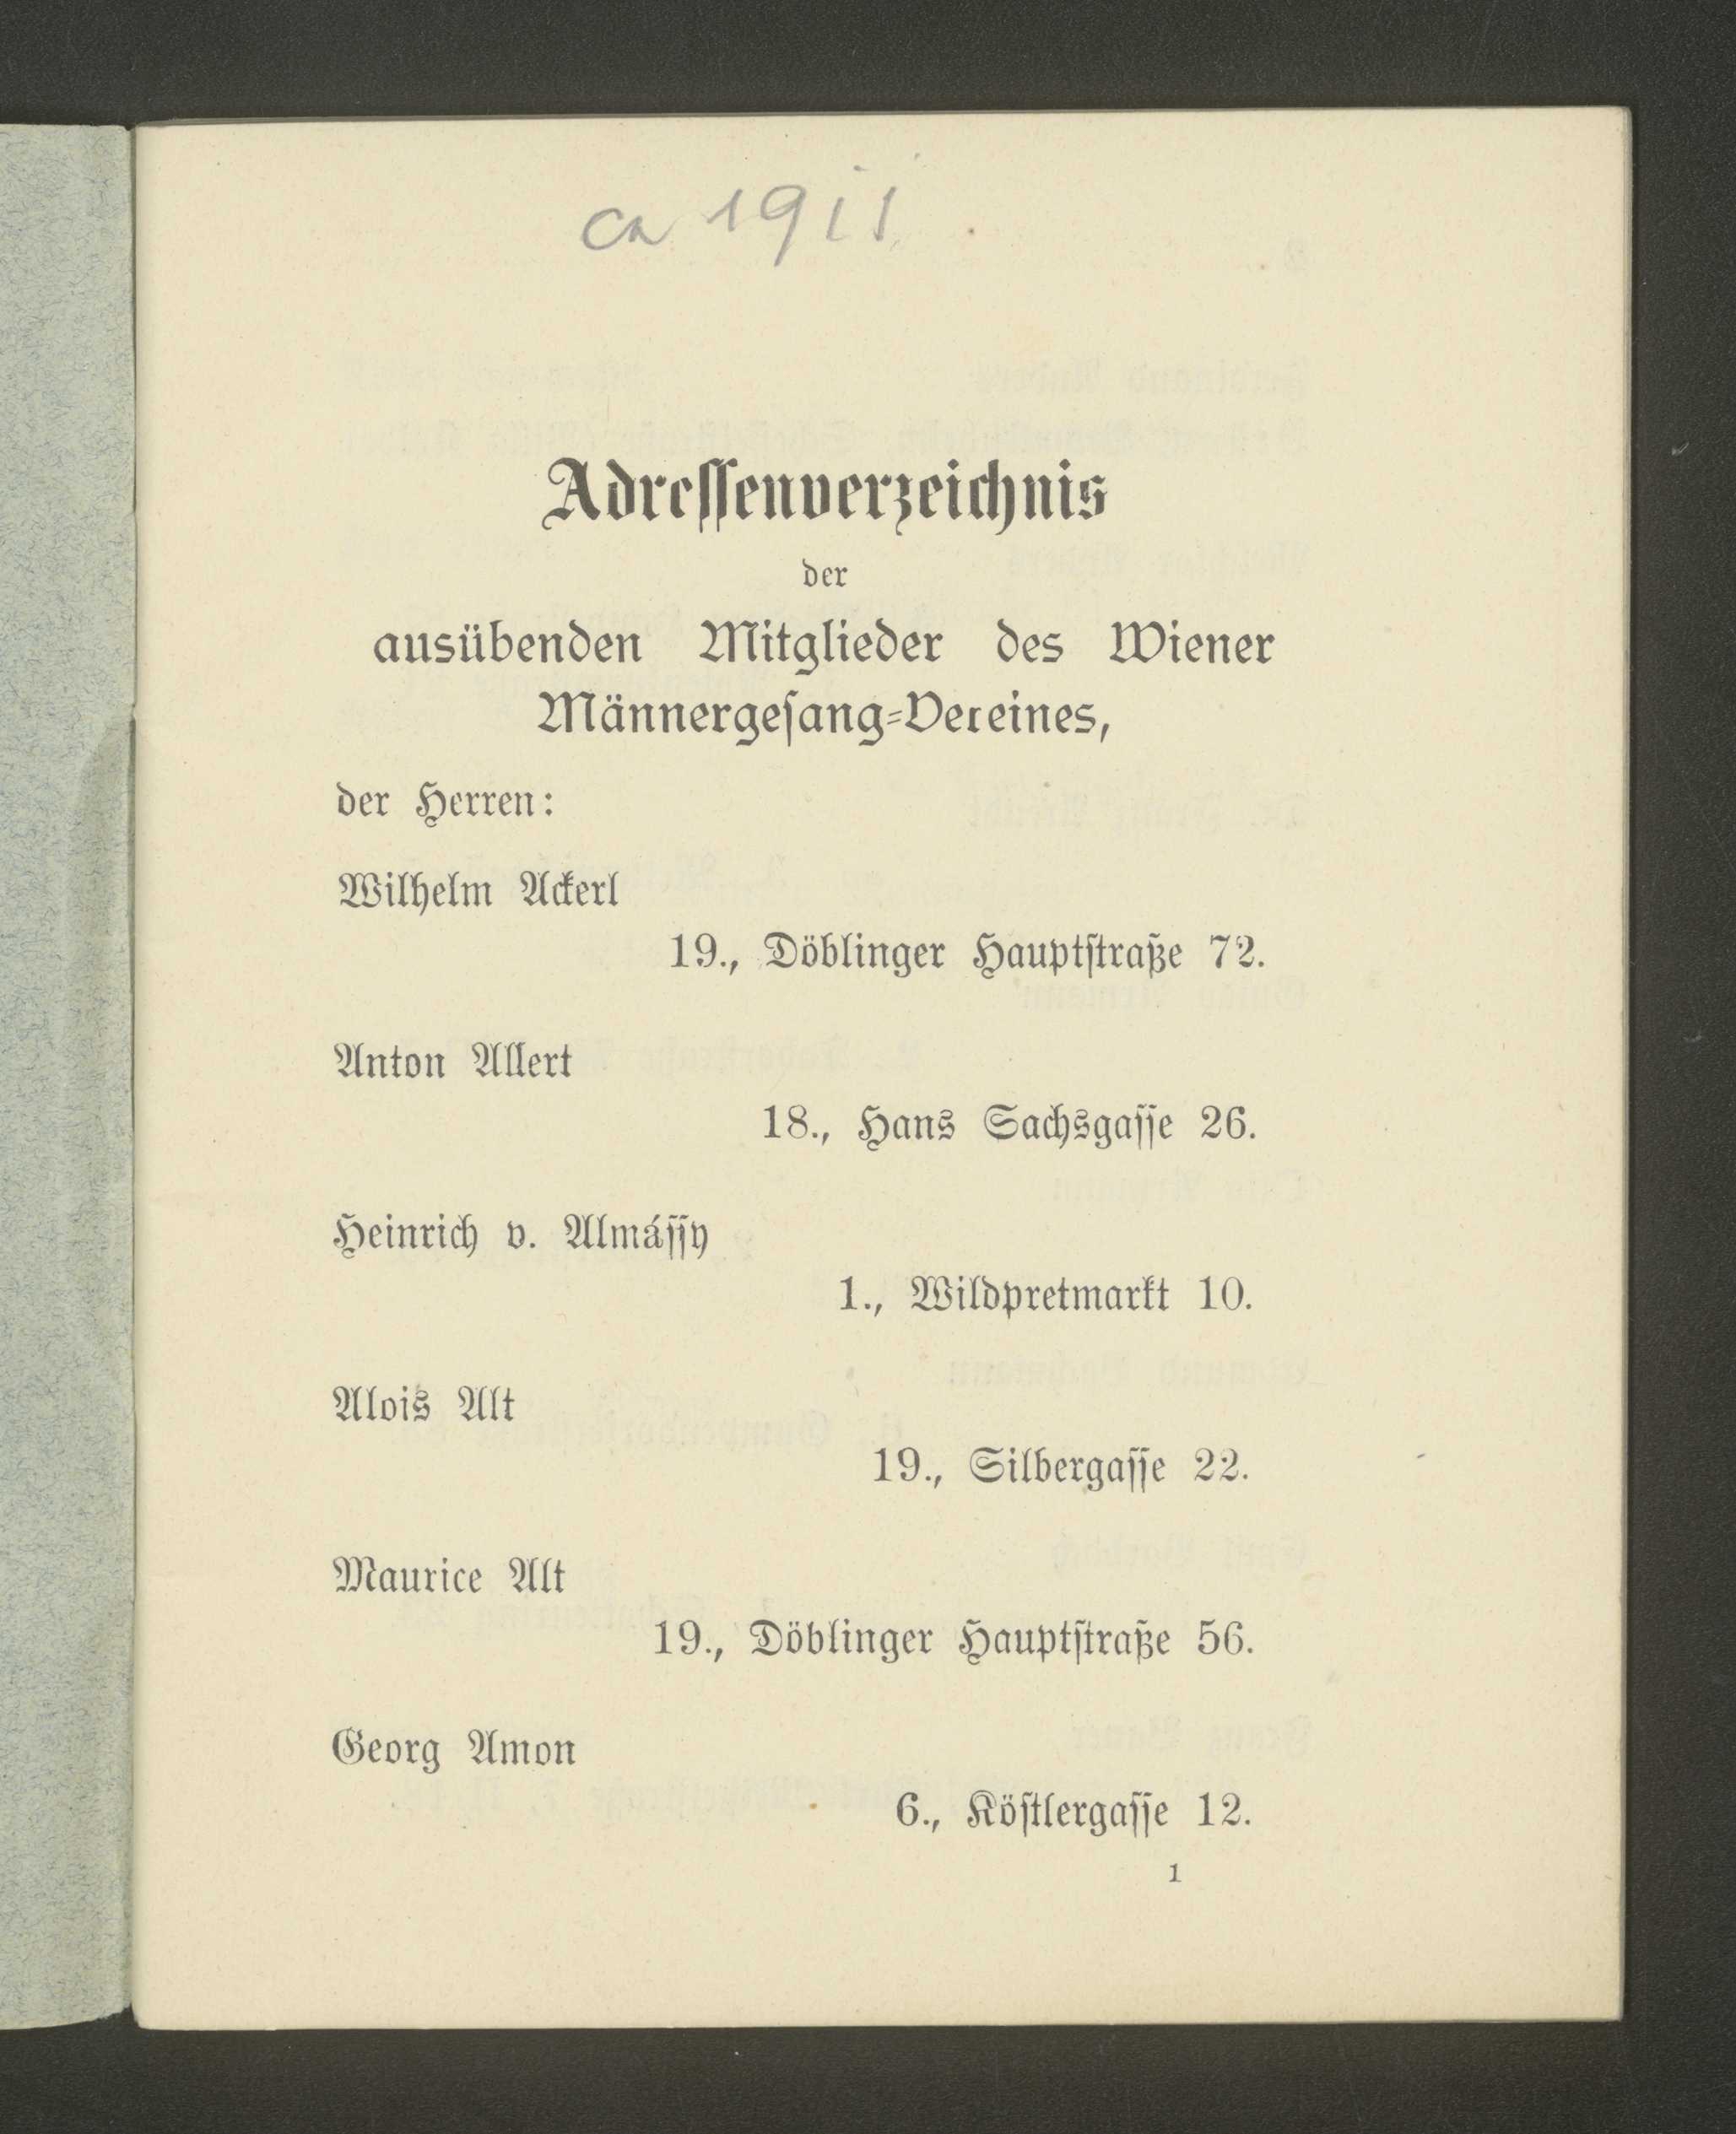 ca 1911
Adressenverzeichnis
der
ausübenden Mitglieder des Wiener
Männergesang-Vereines,
der Herren:
Wilhelm Ackerl
19., Döblinger Hauptstraße 72.
Anton Allert
18., Hans Sachsgasse 26.
Heinrich v. Almássy
1., Wildpretmarkt 10.
Alois Alt
19., Silbergasse 22.
Maurice Alt
19., Döblinger Hauptstraße 56.
Georg Amon
6., Köstlergasse 12.
1